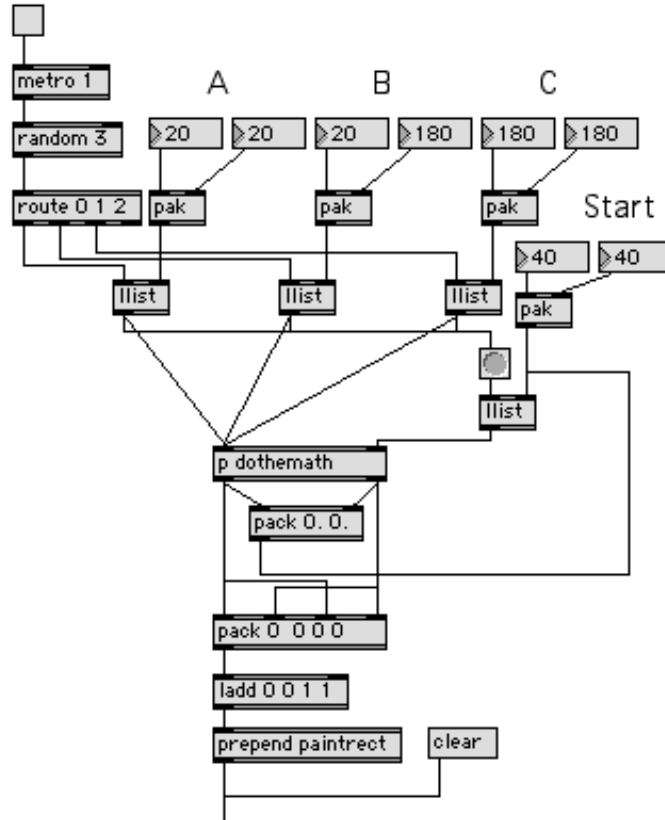 metro 1
A B C
random 3
20 20 20 180 180 180
route 0 1 2
pak pak pak
Start
40 40
llist llist llist
pak
llist
p dothemath
pack 0. 0.
pack 0 0 0 0
ladd 0 0 1 1
prepend paintrect
clear